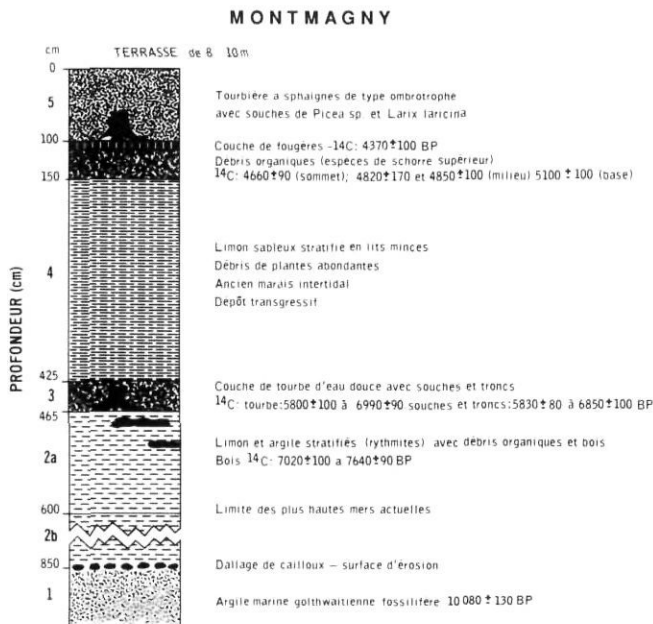 MONTMAGNY
cm
TERRASSE de 8 10m
0
5
Tourbière a sphaignes de type ombrotrophe
avec souches de Picea sp. et Larix laricina
100
Couche de fougères -14C: 4370±100 BP
Débris organiques (espèces de schorre supérieur)
150
14C: 4660±90 (sommet); 4820±170 et 4850±100 (milieu) 5100 ±100 (base)
PROFONDEUR (cm)
4
Limon sableux stratifie en lits minces
Débris de plantes abondantes
Ancien marais intertidal
Depôt transgressif
425
3
Couche de tourbe d'eau douce avec souches et troncs
14C: tourbe:5800±100 à 6990±90 souches et troncs:5830±80 à 6850±100 BP
465
2a
Limon et argile stratifiés (rythmites) avec débris organiques et bois
Bois 14C: 7020±100 a 7640±90 BP
600
Limite des plus hautes mers actuelles
2b
850
Dallage de cailloux – surface d'érosion
1
Argile marine golthwaitienne fossilifére 10 080 ± 130 BP